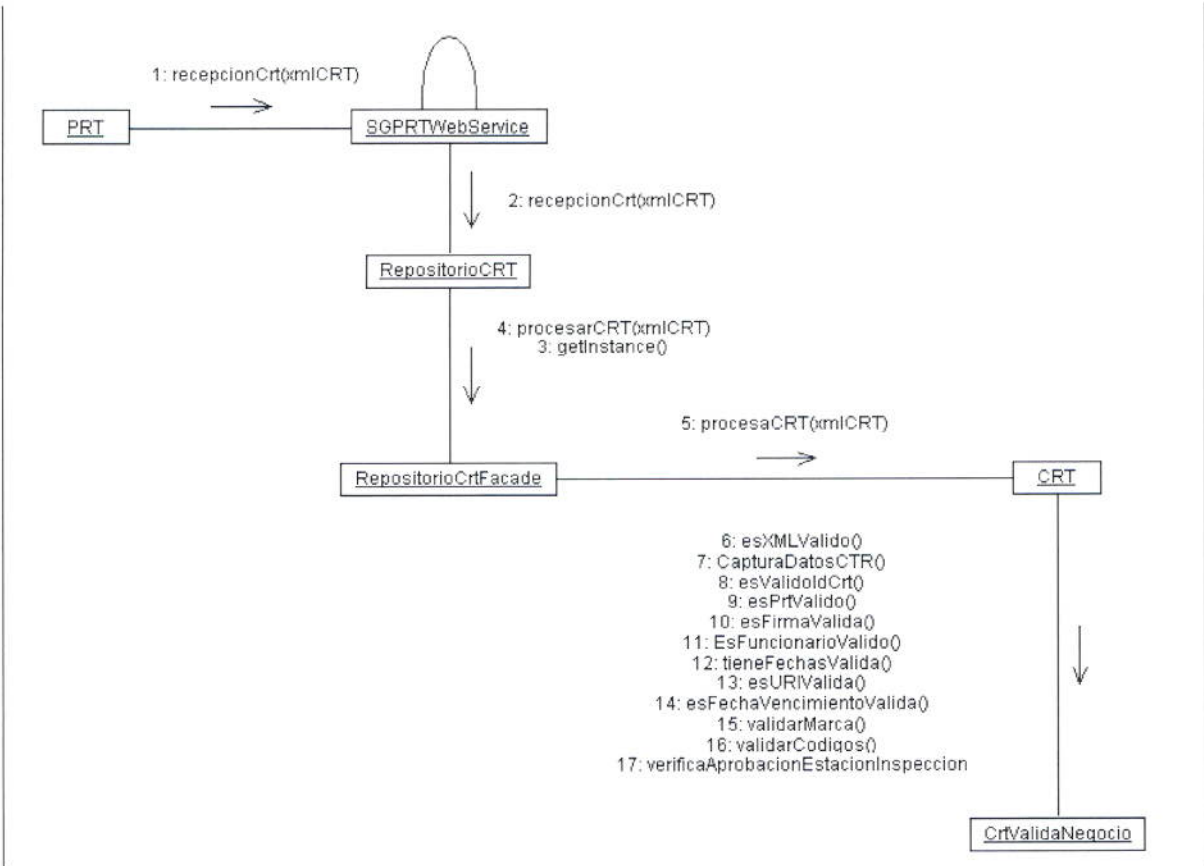 1: recepcionCrt(xmlCRT)
PRT
SGPRTWebService
2: recepcionCrt(xmlCRT)
RepositorioCRT
4: procesarCRT(xmlCRT)
3: getInstance()
5: procesaCRT(xmlCRT)
RepositorioCrtFacade
CRT
6: esXMLValido()
7: CapturaDatosCTR()
8: esValidoIdCrt()
9: esPrtValido()
10: esFirmaValida()
11: EsFuncionarioValido()
12: tieneFechasValida()
13: esURIValida()
14: esFechaVencimientoValida()
15: validarMarca()
16: validarCodigos()
17: verificaAprobacionEstacionInspeccion
CrtValidaNegocio